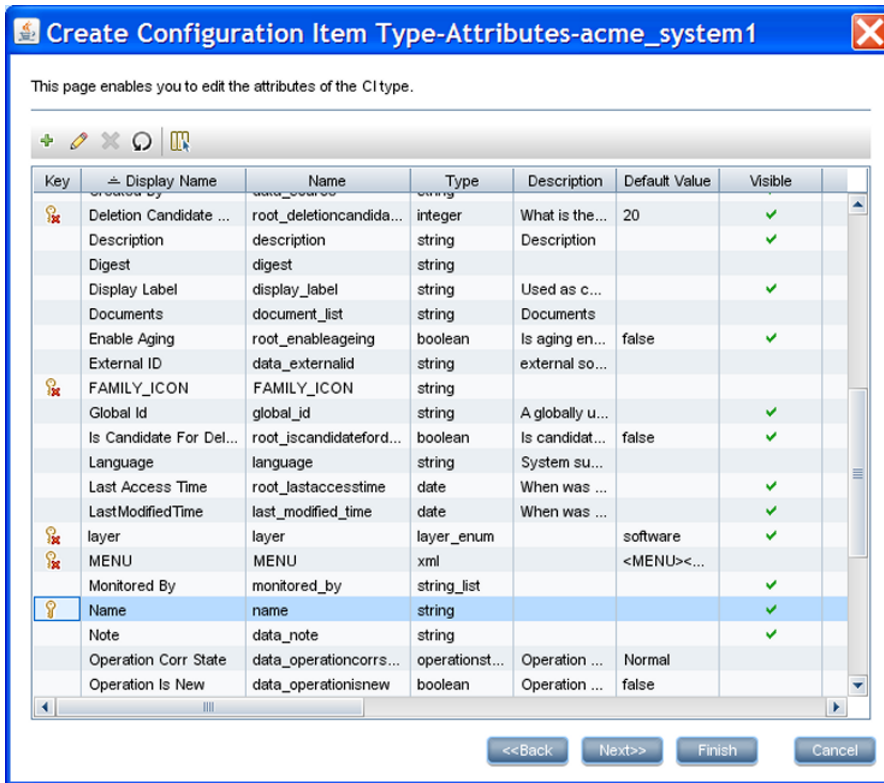 Create Configuration Item Type-Attributes-acme_system1
This page enables you to edit the attributes of the CI type.
Key Display Name Name Type Description Default Value Visible
Deletion Candidate ... root_deletioncandida... integer What is the... 20
Description description string Description
Digest digest string
Display Label display_label string Used as c...
Documents document_list string Documents
Enable Aging root_enableageing boolean Is aging en... false
External ID data_externalid string external so...
FAMILY_ICON FAMILY_ICON string
Global Id global_id string A globally u...
Is Candidate For Del... root_iscandidateford... boolean Is candidat... false
Language language string System su...
Last Access Time root_lastaccesstime date When was ...
LastModifiedTime last_modified_time date When was ...
layer layer layer_enum software
MENU MENU xml <MENU><...
Monitored By monitored_by string_list
Name name string
Note data_note string
Operation Corr State data_operationcorrs... operationst... Operation ... Normal
Operation Is New data_operationisnew boolean Operation ... false
<<Back Next>> Finish Cancel